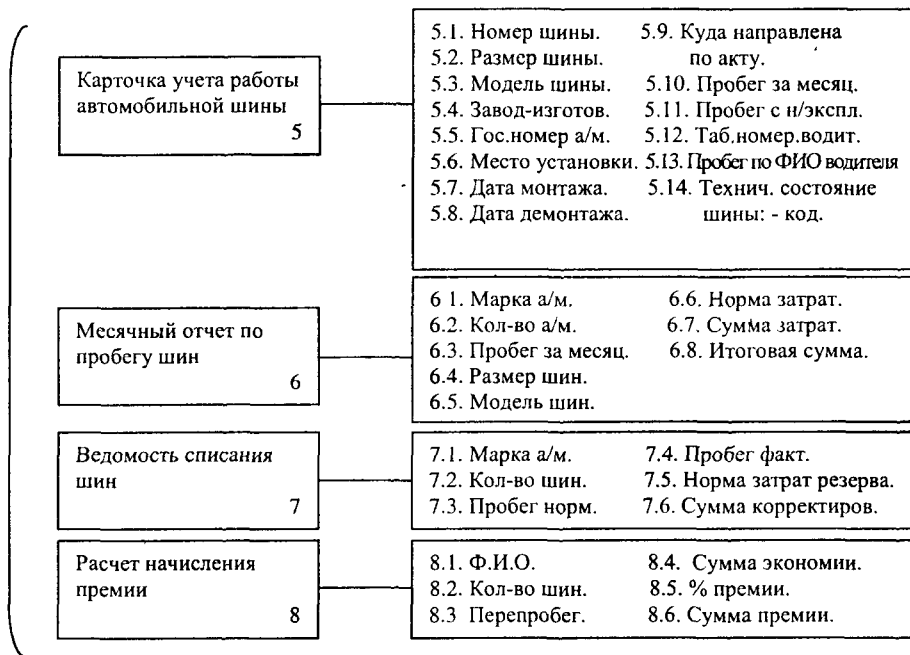 Карточка учета работы
автомобильной шины
5
5.1. Номер шины.
5.2. Размер шины.
5.3. Модель шины.
5.4. Завод-изготов.
5.5. Гос.номер а/м.
5.6. Место установки.
5.7. Дата монтажа.
5.8. Дата демонтажа.
5.9. Куда направлена
по акту.
5.10. Пробег за месяц.
5.11. Пробег с н/экспл.
5.12. Таб.номер.водит.
5.13. Пробег по ФИО водителя
5.14. Технич. состояние
шины: - код.
Месячный отчет по
пробегу шин
6
6 1. Марка а/м.
6.2. Кол-во а/м.
6.3. Пробег за месяц.
6.4. Размер шин.
6.5. Модель шин.
6.6. Норма затрат.
6.7. Сумма затрат.
6.8. Итоговая сумма.
Ведомость списания
шин
7
7.1. Марка а/м.
7.2. Кол-во шин.
7.3. Пробег норм.
7.4. Пробег факт.
7.5. Норма затрат резерва.
7.6. Сумма корректиров.
Расчет начисления
премии
8
8.1. Ф.И.О.
8.2. Кол-во шин.
8.3 Перепробег.
8.4. Сумма экономии.
8.5. % премии.
8.6. Сумма премии.